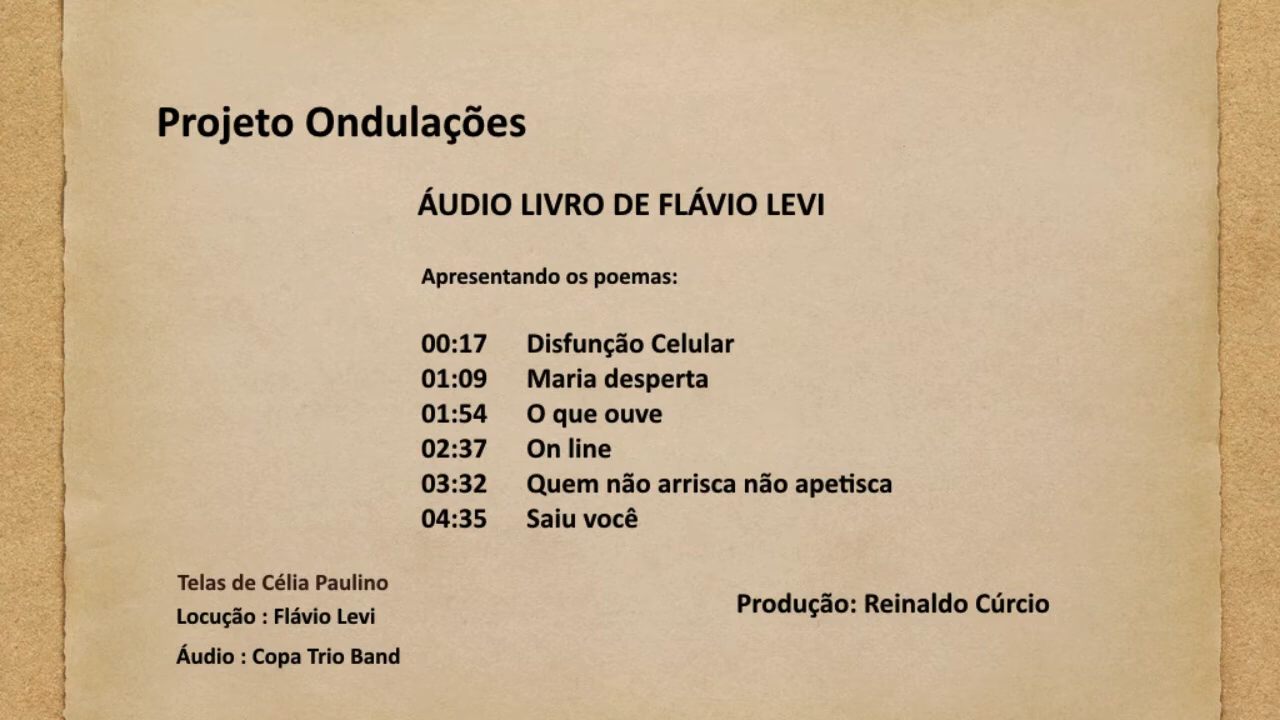 Projeto Ondulações
ÁUDIO LIVRO DE FLÁVIO LEVI
Apresentando os poemas:
00:17 Disfunção Celular
01:09 Maria desperta
01:54 O que ouve
02:37 On line
03:32 Quem não arrisca não apetisca
04:35 Saiu você
Telas de Célia Paulino
Locução : Flávio Levi
Áudio : Copa Trio Band
Produção: Reinaldo Cúrcio